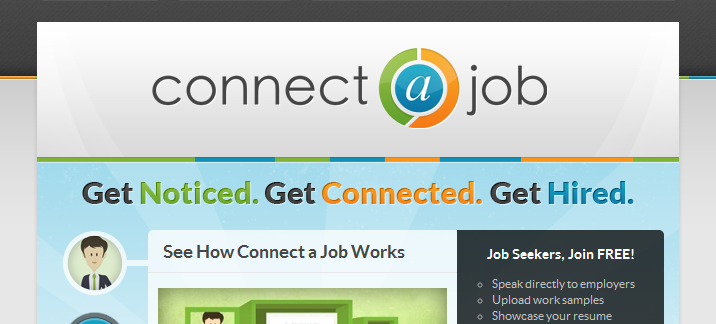 connect a job
Get Noticed. Get Connected. Get Hired.
See How Connect a Job Works
Job Seekers, Join FREE!
Speak directly to employers
Upload work samples
Showcase your resume